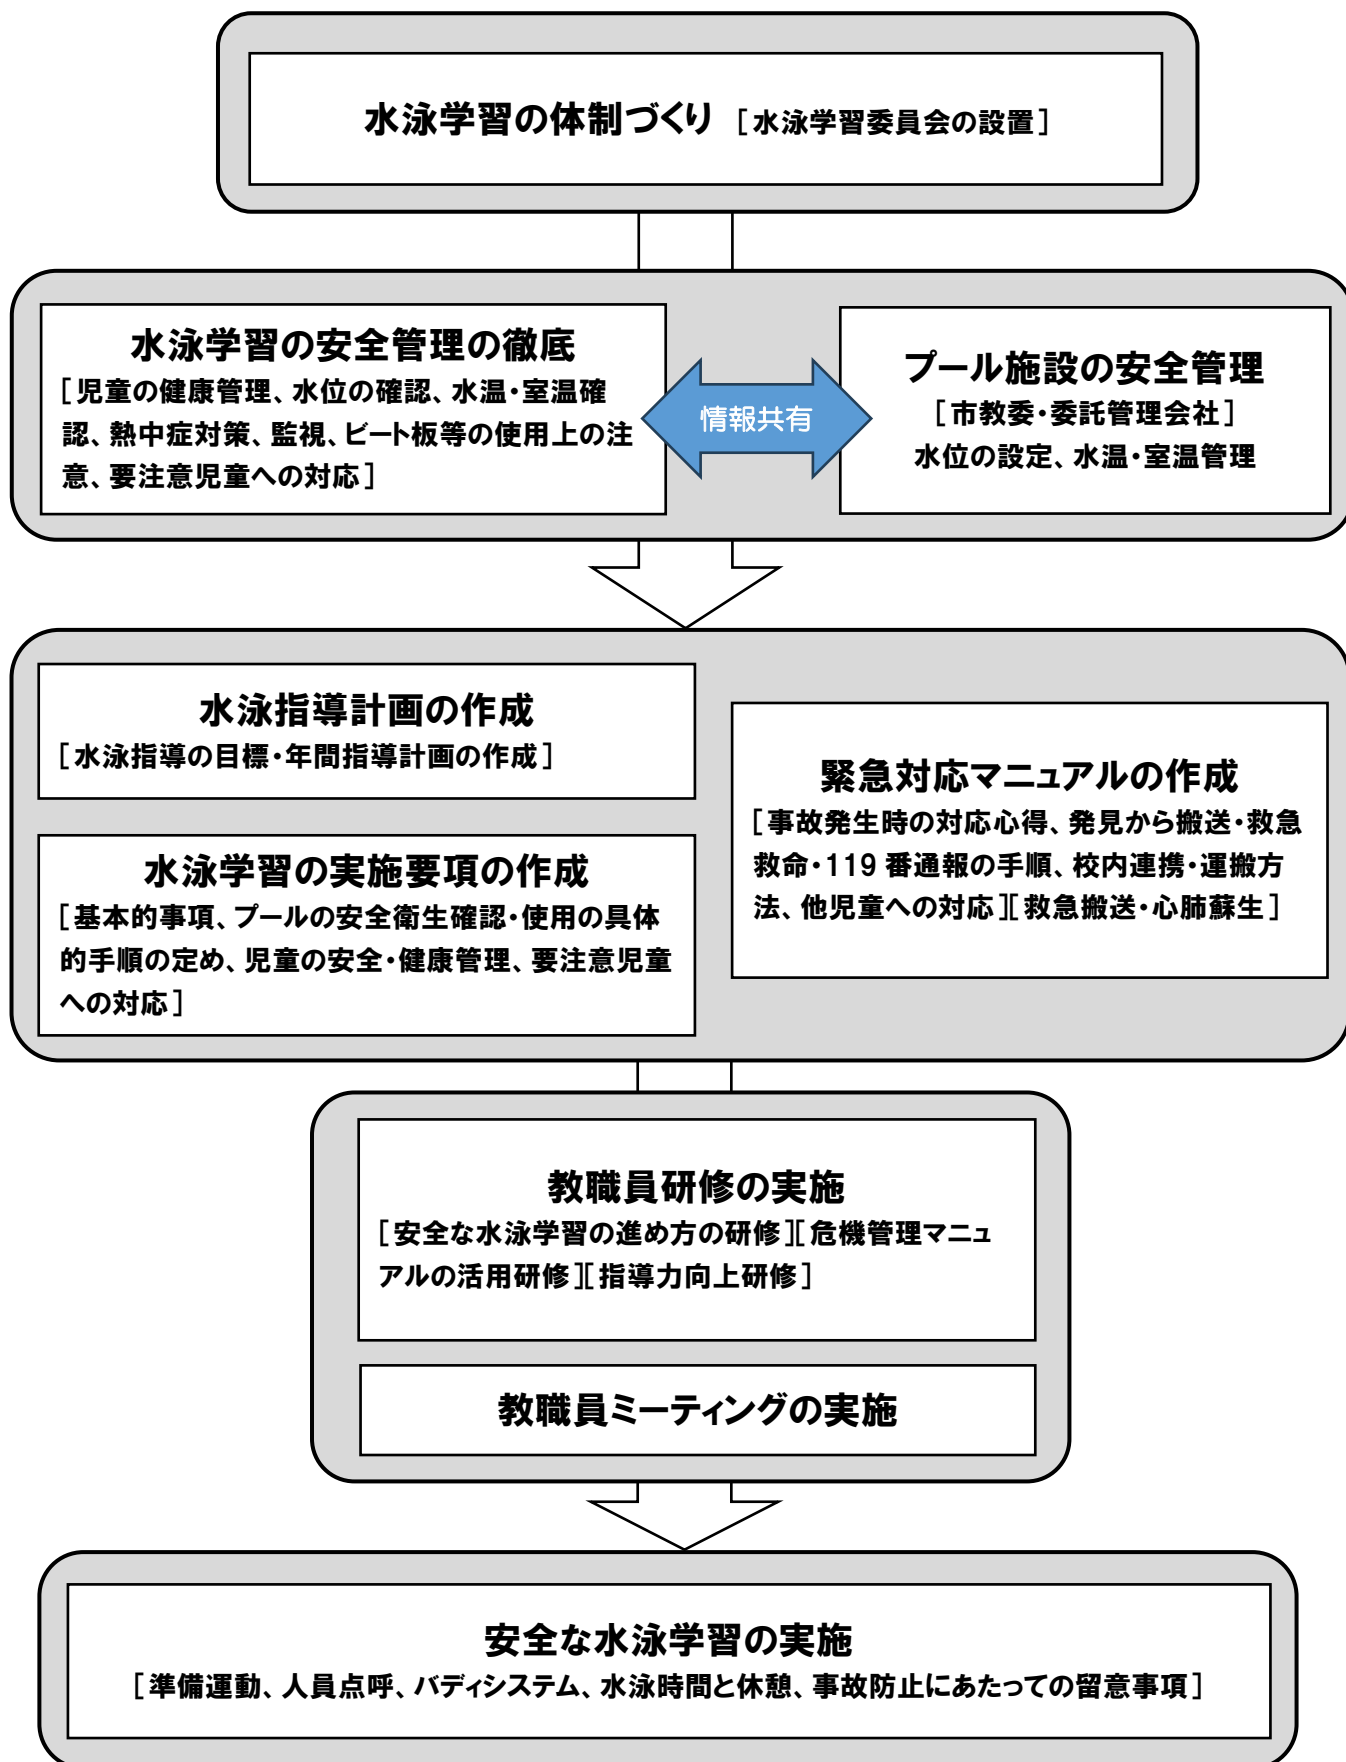 水泳学習の体制づくり [水泳学習委員会の設置]
水泳学習の安全管理の徹底
[児童の健康管理、水位の確認、水温・室温確
認、熱中症対策、監視、ビート板等の使用上の注
意、要注意児童への対応]
情報共有
プール施設の安全管理
[市教委・委託管理会社]
水位の設定、水温・室温管理
水泳指導計画の作成
[水泳指導の目標・年間指導計画の作成]
水泳学習の実施要項の作成
[基本的事項、プールの安全衛生確認・使用の具体
的手順の定め、児童の安全・健康管理、要注意児童
への対応]
緊急対応マニュアルの作成
[事故発生時の対応心得、発見から搬送・救急
救命・119 番通報の手順、校内連携・運搬方
法、他児童への対応][救急搬送・心肺蘇生]
教職員研修の実施
[安全な水泳学習の進め方の研修][危機管理マニュ
アルの活用研修][指導力向上研修]
教職員ミーティングの実施
安全な水泳学習の実施
[準備運動、人員点呼、バディシステム、水泳時間と休憩、事故防止にあたっての留意事項]